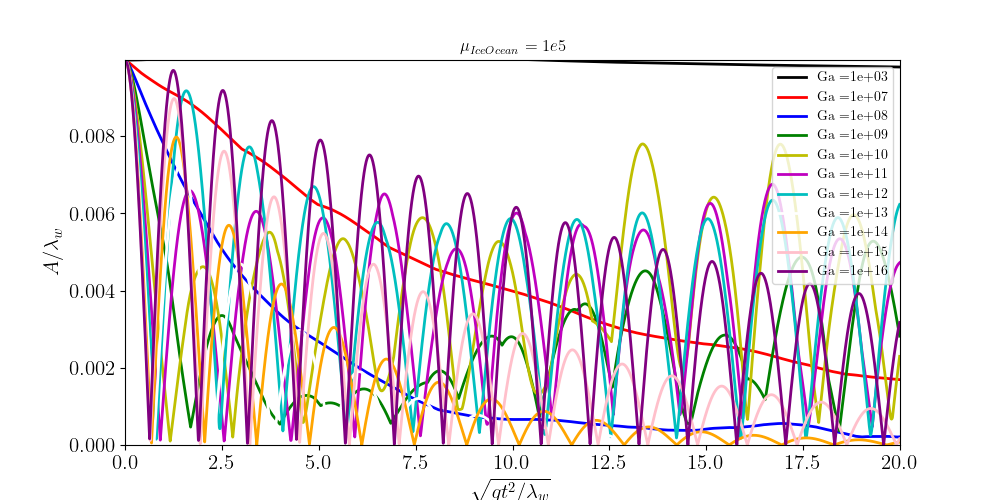 μ_IceOcean = 1e5
A/λ_w
0.008
0.006
0.004
0.002
0.000
0.0 2.5 5.0 7.5 10.0 12.5 15.0 17.5 20.0
√gt²/λ_w
Ga =1e+03
Ga =1e+07
Ga =1e+08
Ga =1e+09
Ga =1e+10
Ga =1e+11
Ga =1e+12
Ga =1e+13
Ga =1e+14
Ga =1e+15
Ga =1e+16